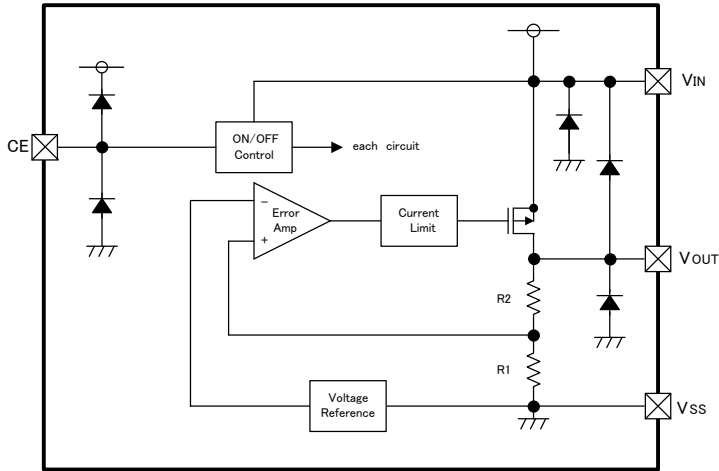 VIN
CE
ON/OFF
Control
each circuit
−
Error
Amp
+
Current
Limit
VOUT
R2
R1
Voltage
Reference
VSS